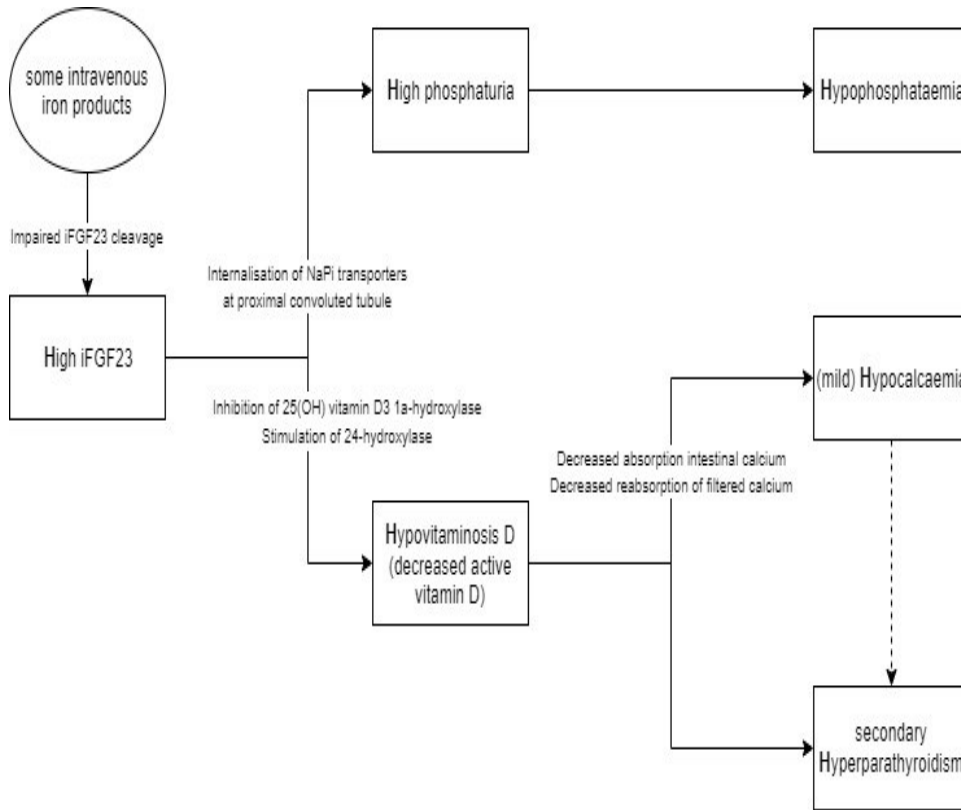 some intravenous
iron products
High phosphaturia
Hypophosphataemia
Impaired iFGF23 cleavage
Internalisation of NaPi transporters
at proximal convoluted tubule
High iFGF23
(mild) Hypocalcaemia
Inhibition of 25(OH) vitamin D3 1a-hydroxylase
Stimulation of 24-hydroxylase
Decreased absorption intestinal calcium
Decreased reabsorption of filtered calcium
Hypovitaminosis D
(decreased active
vitamin D)
secondary
Hyperparathyroidism